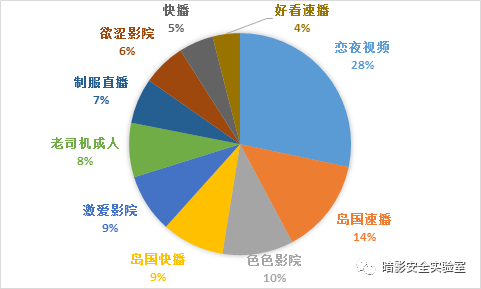 快播
5%
好看速播
4%
恋夜视频
28%
欲涩影院
6%
制服直播
7%
老司机成人
8%
激爱影院
9%
岛国快播
9%
色色影院
10%
岛国速播
14%
暗影安全实验室